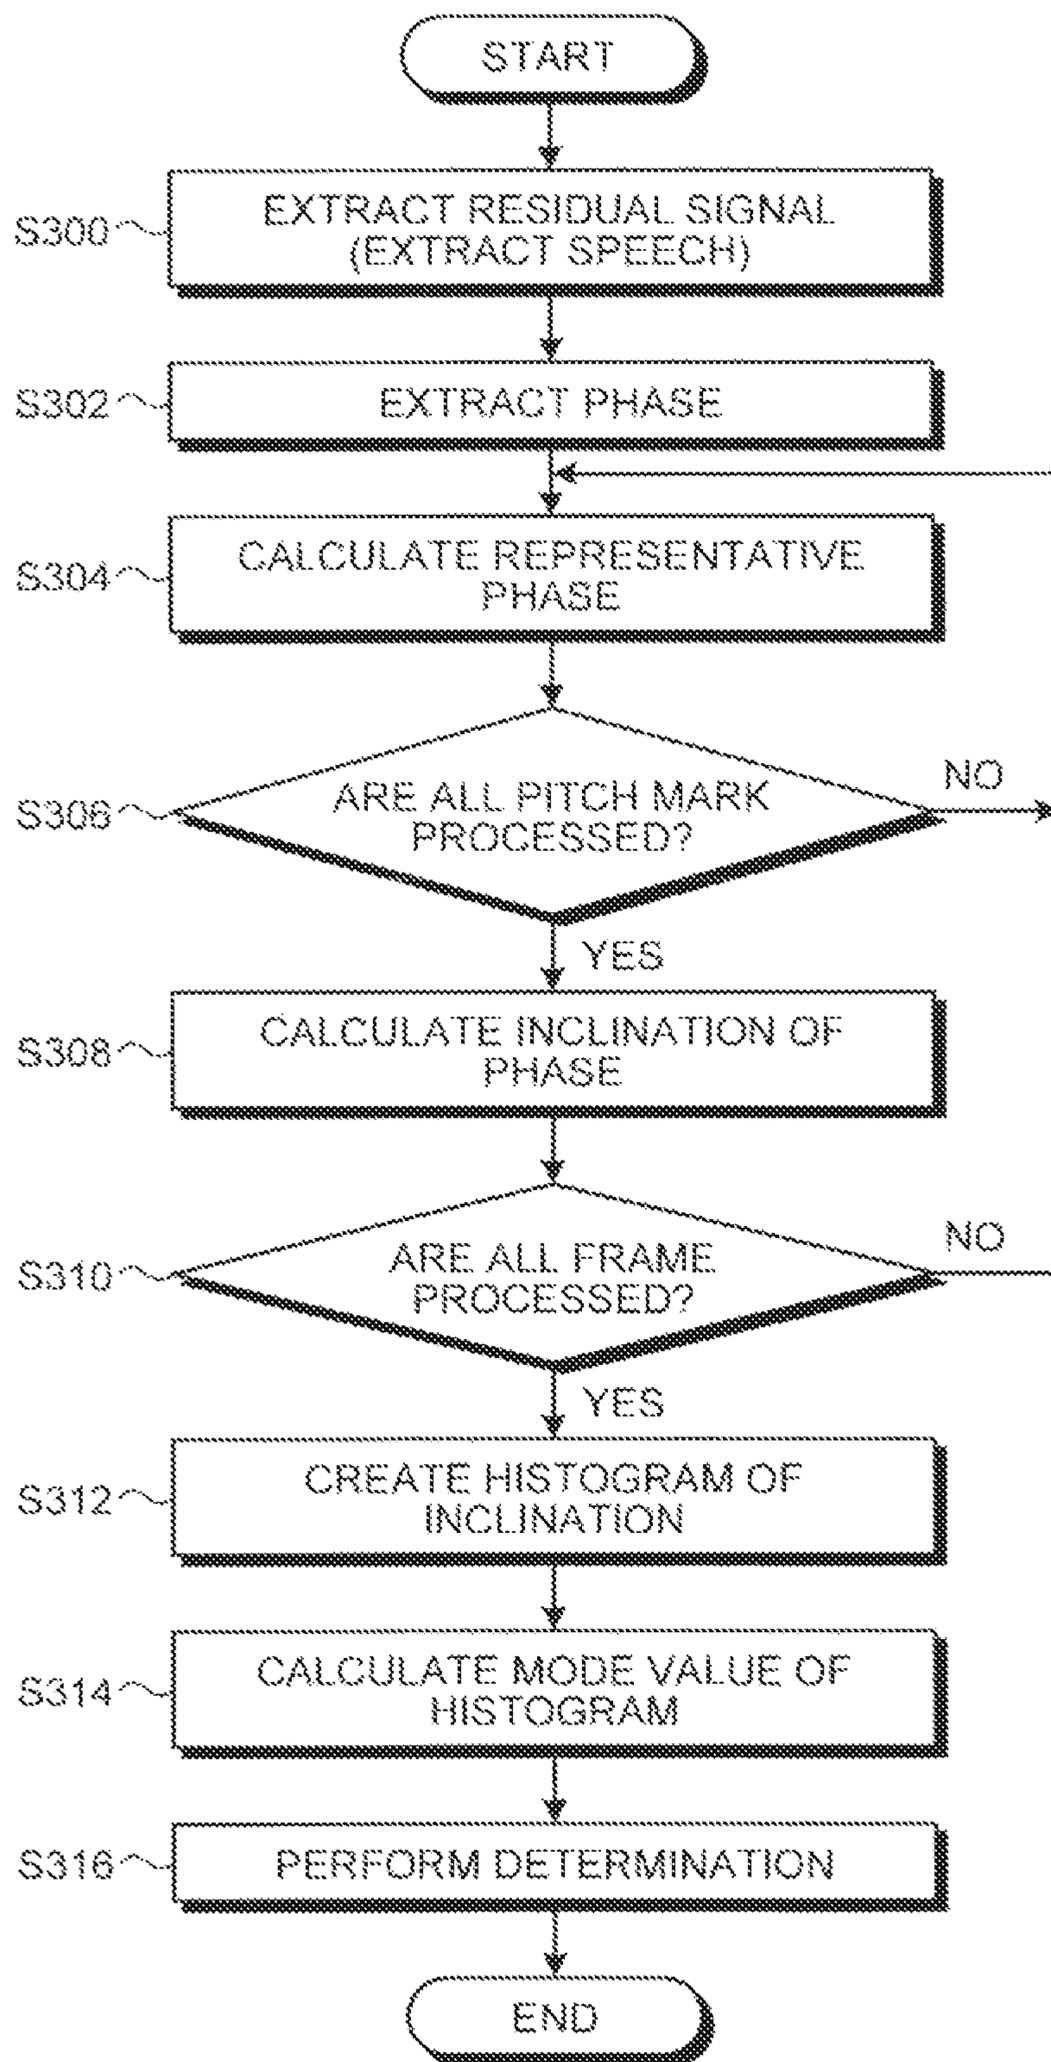 START
S300
EXTRACT RESIDUAL SIGNAL
(EXTRACT SPEECH)
S302
EXTRACT PHASE
S304
CALCULATE REPRESENTATIVE
PHASE
S306
ARE ALL PITCH MARK
PROCESSED?
NO
YES
S308
CALCULATE INCLINATION OF
PHASE
S310
ARE ALL FRAME
PROCESSED?
NO
YES
S312
CREATE HISTOGRAM OF
INCLINATION
S314
CALCULATE MODE VALUE OF
HISTOGRAM
S316
PERFORM DETERMINATION
END